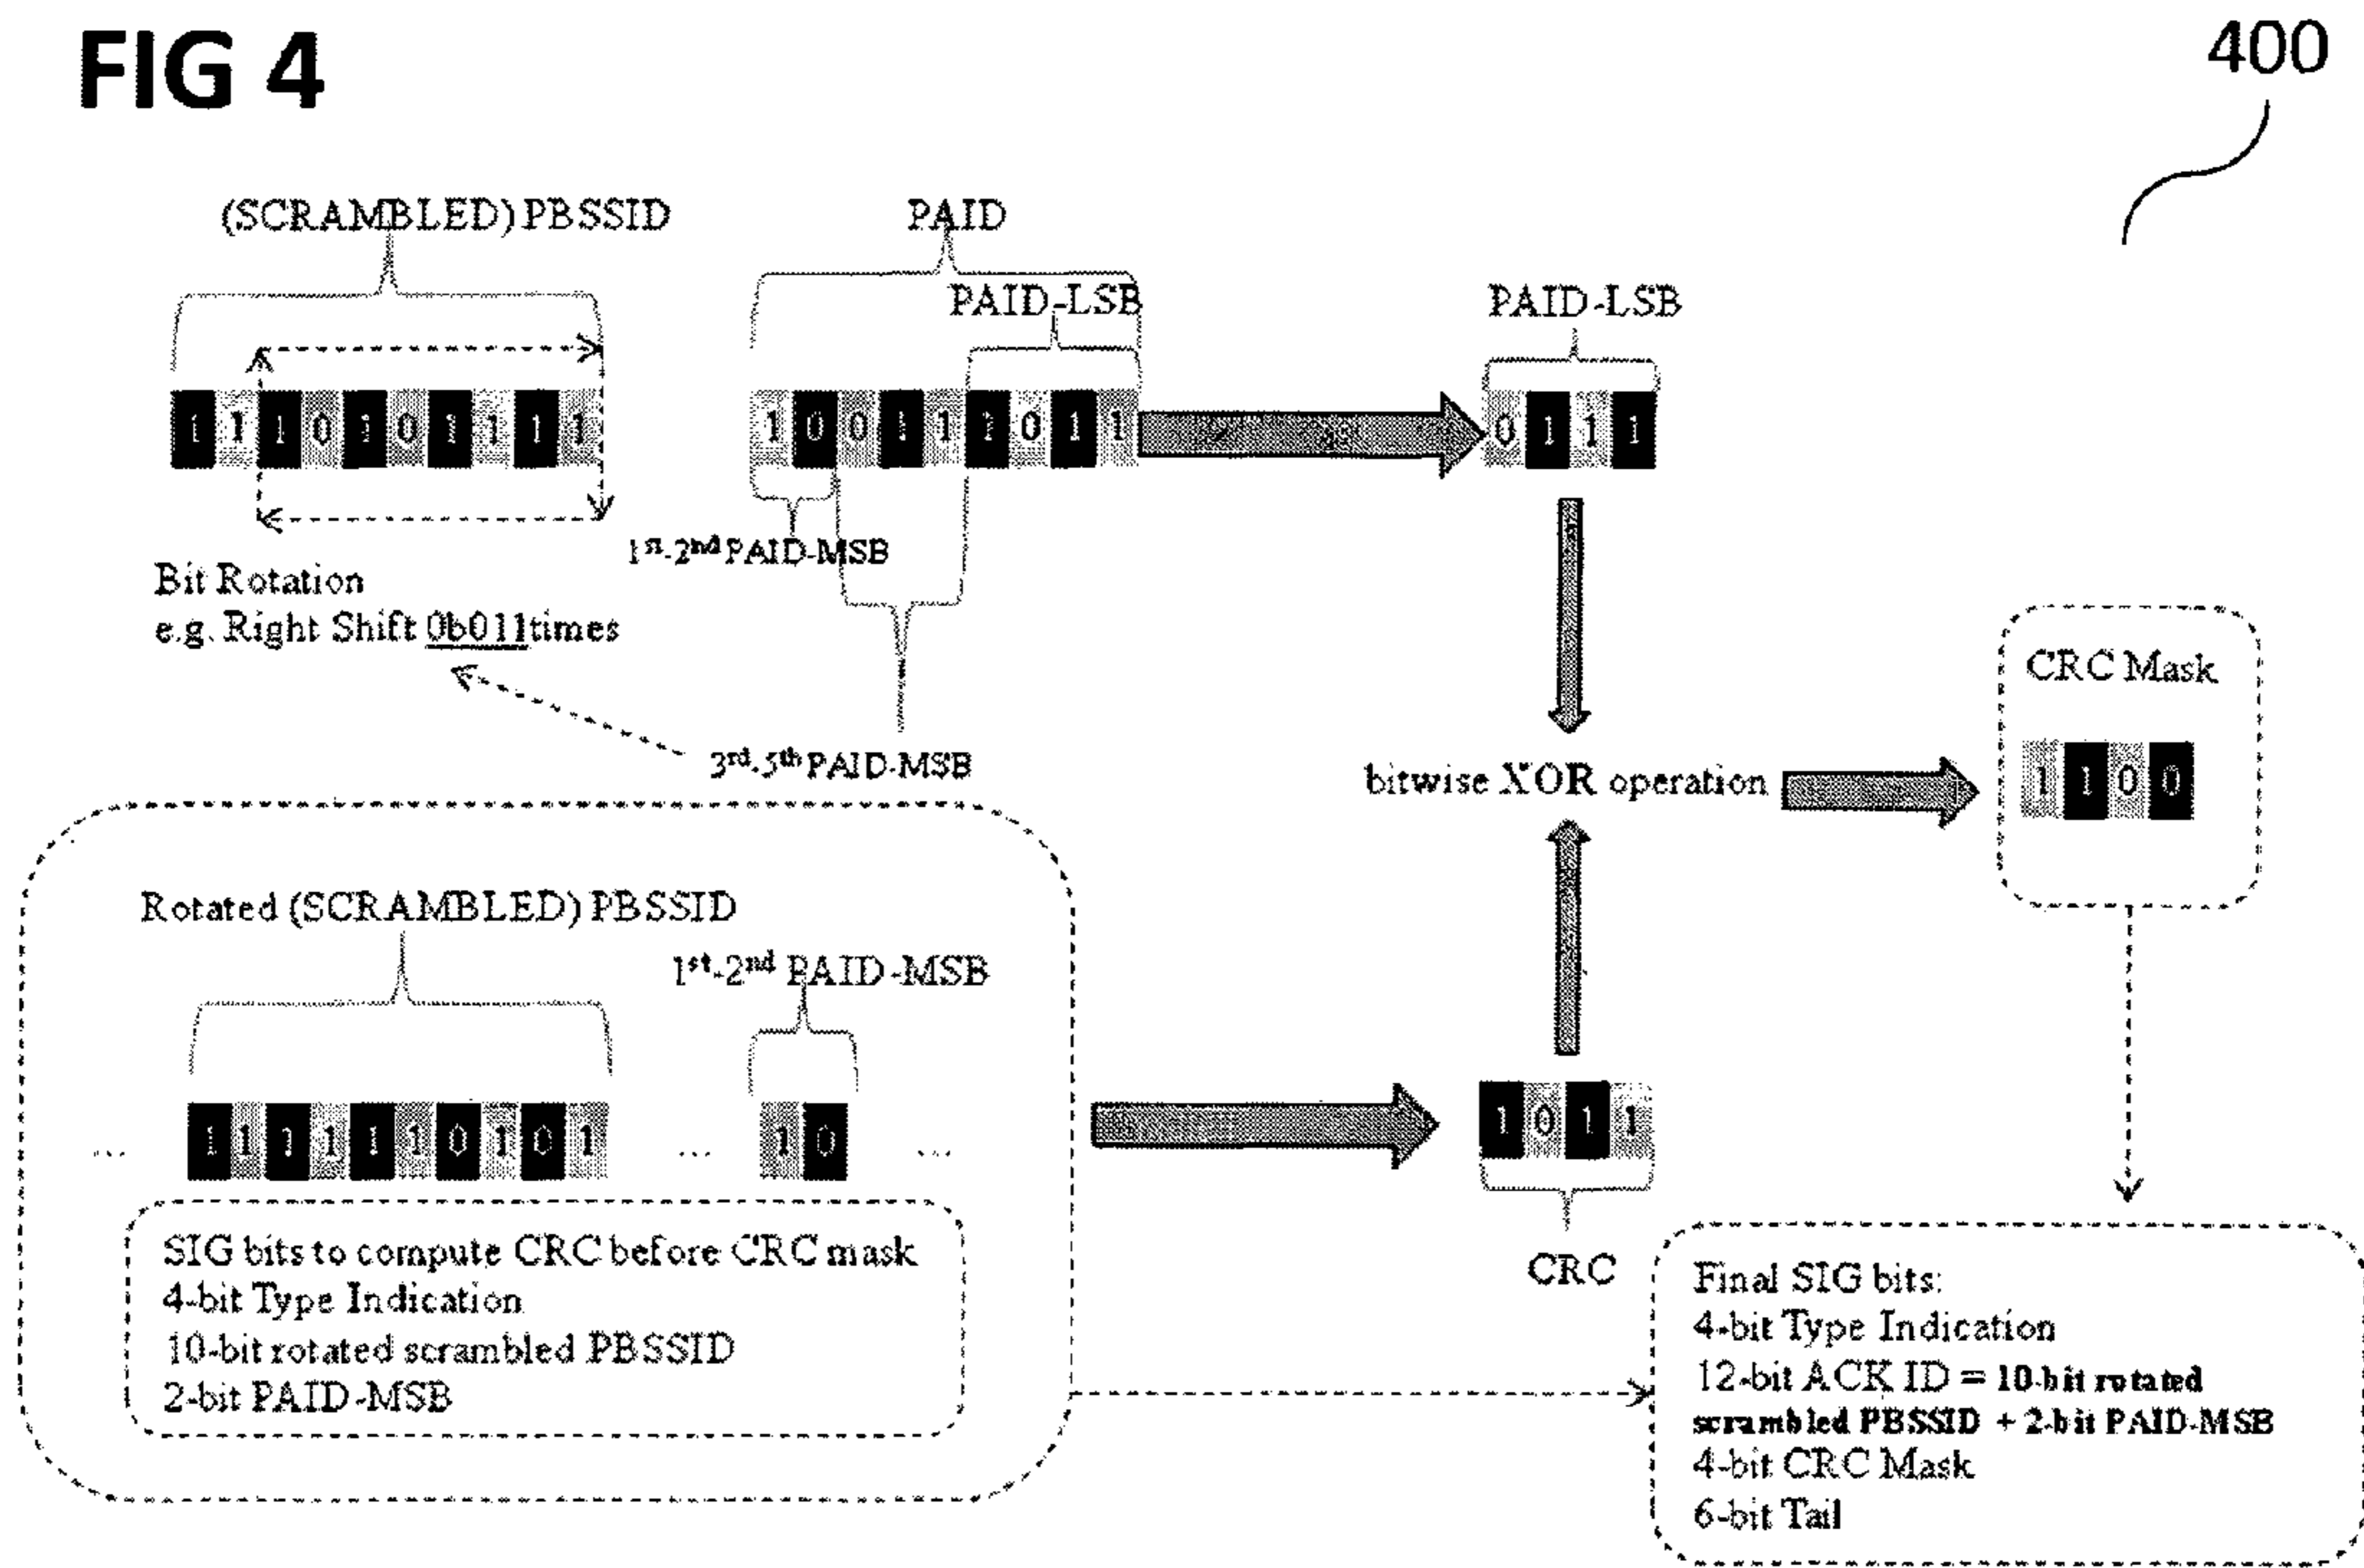 FIG 4
400
(SCRAMBLED) PBSSID
PAID
PAID-LSB
PAID-LSB
1 1 1 0 1 0 1 1 1 1
1 0 0 1 1 1 0 1 1
0 1 1 1
1st-2nd PAID-MSB
Bit Rotation
e.g. Right Shift 0b011times
3rd-5th PAID-MSB
bitwise XOR operation
CRC Mask
1 1 0 0
Rotated (SCRAMBLED) PBSSID
1st-2nd PAID-MSB
... 1 1 1 1 1 1 0 1 0 1 ... 1 0 ...
1 0 1 1
CRC
SIG bits to compute CRC before CRC mask
4-bit Type Indication
10-bit rotated scrambled PBSSID
2-bit PAID-MSB
Final SIG bits:
4-bit Type Indication
12-bit ACK ID = 10-bit rotated
scrambled PBSSID + 2-bit PAID-MSB
4-bit CRC Mask
6-bit Tail